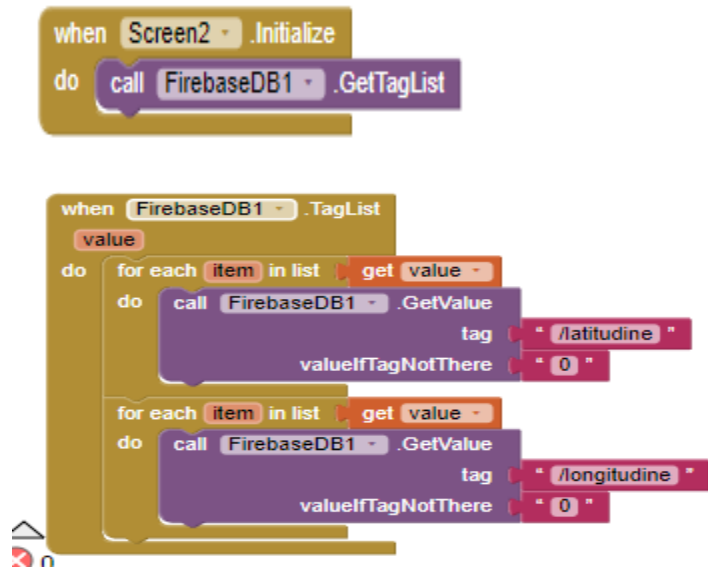 when Screen2 .Initialize
do call FirebaseDB1 .GetTagList
when FirebaseDB1 .TagList
value
do for each item in list get value
do call FirebaseDB1 .GetValue
tag " /latitudine "
valueIfTagNotThere " 0 "
for each item in list get value
do call FirebaseDB1 .GetValue
tag " /longitudine "
valueIfTagNotThere " 0 "
0